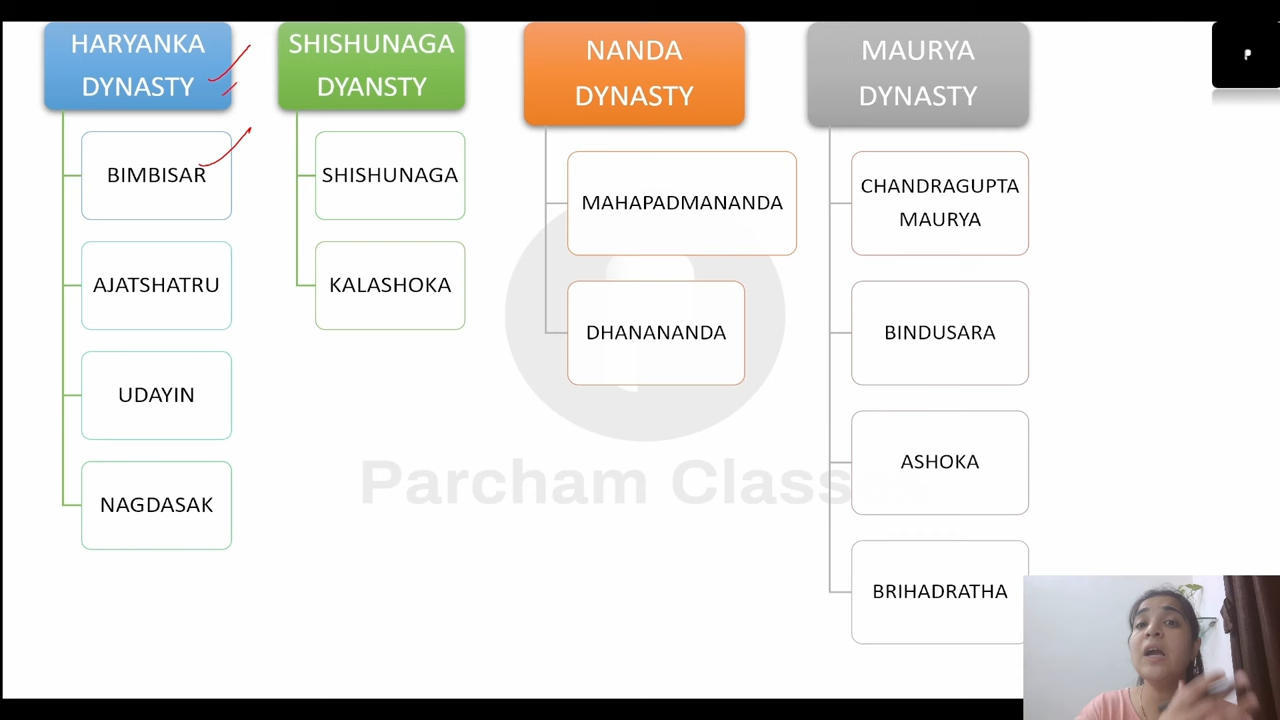 HARYANKA
DYNASTY
BIMBISAR
AJATSHATRU
UDAYIN
NAGDASAK
SHISHUNAGA
DYANSTY
SHISHUNAGA
KALASHOKA
NANDA
DYNASTY
MAHAPADMANANDA
DHANANANDA
MAURYA
DYNASTY
CHANDRAGUPTA
MAURYA
BINDUSARA
ASHOKA
BRIHADRATHA
Parcham Classes
P